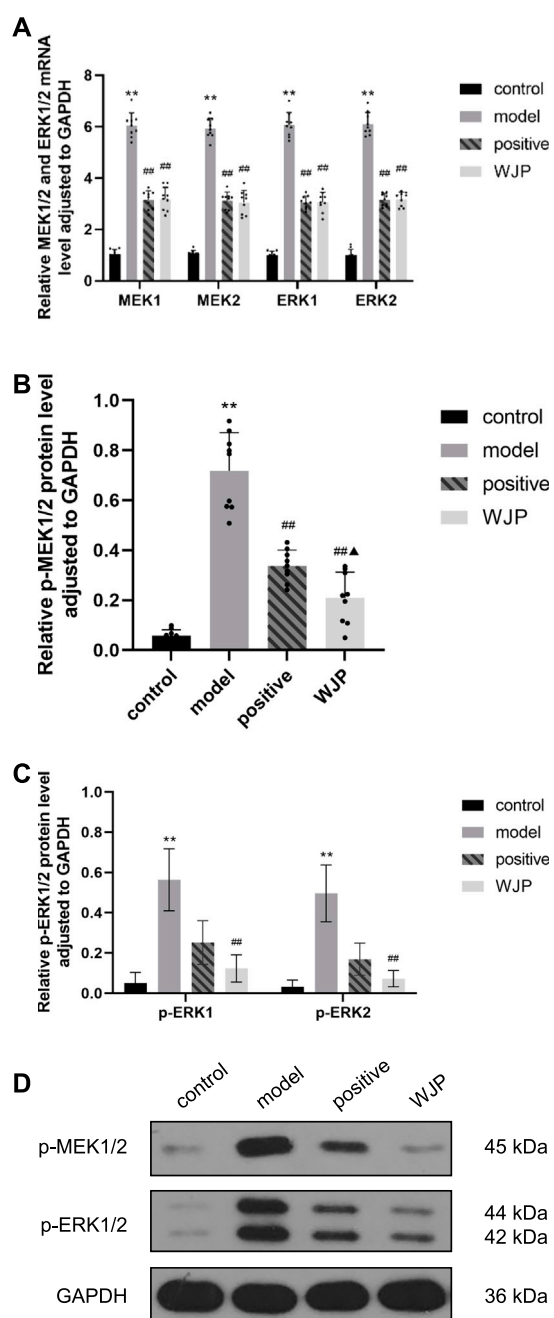 A
Relative MEK1/2 and ERK1/2 mRNA
level adjusted to GAPDH
8
6
4
2
0
** ## ## ** ## ## ** ## ## ** ## ##
MEK1 MEK2 ERK1 ERK2
control
model
positive
WJP
B
Relative p-MEK1/2 protein level
adjusted to GAPDH
1.0
0.8
0.6
0.4
0.2
0.0
** ## ##▲
control model positive WJP
control
model
positive
WJP
C
Relative p-ERK1/2 protein level
adjusted to GAPDH
1.0
0.8
0.6
0.4
0.2
0.0
** ## ** ##
p-ERK1 p-ERK2
control
model
positive
WJP
D
control model positive WJP
p-MEK1/2 45 kDa
p-ERK1/2 44 kDa
42 kDa
GAPDH 36 kDa